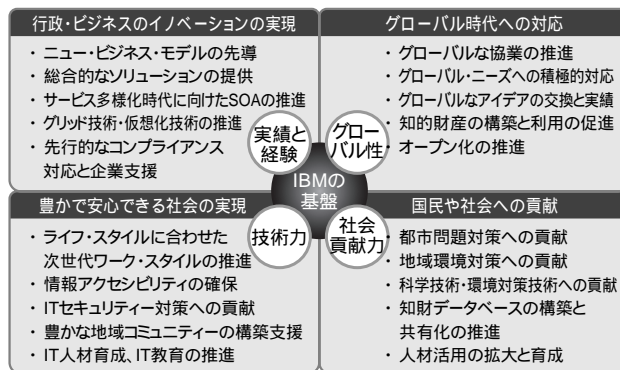 行政・ビジネスのイノベーションの実現
・ ニュー・ビジネス・モデルの先導
・ 総合的なソリューションの提供
・ サービス多様化時代に向けたSOAの推進
・ グリッド技術・仮想化技術の推進
・ 先行的なコンプライアンス
対応と企業支援
グローバル時代への対応
・ グローバルな協業の推進
・ グローバル・ニーズへの積極的対応
・ グローバルなアイデアの交換と実績
・ 知的財産の構築と利用の促進
・ オープン化の推進
実績と
経験
グロー
バル性
IBMの
基盤
技術力
社会
貢献力
豊かで安心できる社会の実現
・ ライフ・スタイルに合わせた
次世代ワーク・スタイルの推進
・ 情報アクセシビリティの確保
・ ITセキュリティー対策への貢献
・ 豊かな地域コミュニティーの構築支援
・ IT人材育成、IT教育の推進
国民や社会への貢献
・ 都市問題対策への貢献
・ 地域環境対策への貢献
・ 科学技術・環境対策技術への貢献
・ 知財データベースの構築と
共有化の推進
・ 人材活用の拡大と育成